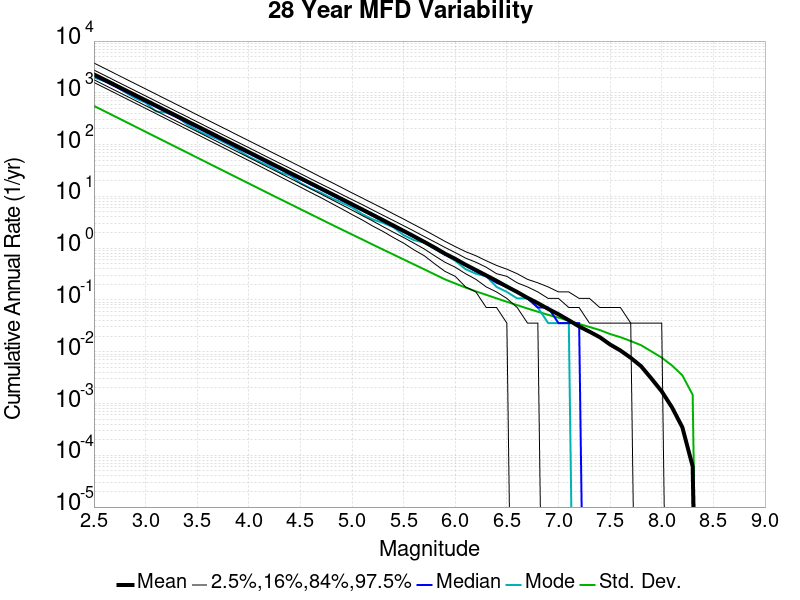 28 Year MFD Variability
10^4
10^3
10^2
10^1
10^0
10^-1
10^-2
10^-3
10^-4
10^-5
Cumulative Annual Rate (1/yr)
2.5 3.0 3.5 4.0 4.5 5.0 5.5 6.0 6.5 7.0 7.5 8.0 8.5 9.0
Magnitude
Mean 2.5%,16%,84%,97.5% Median Mode Std. Dev.